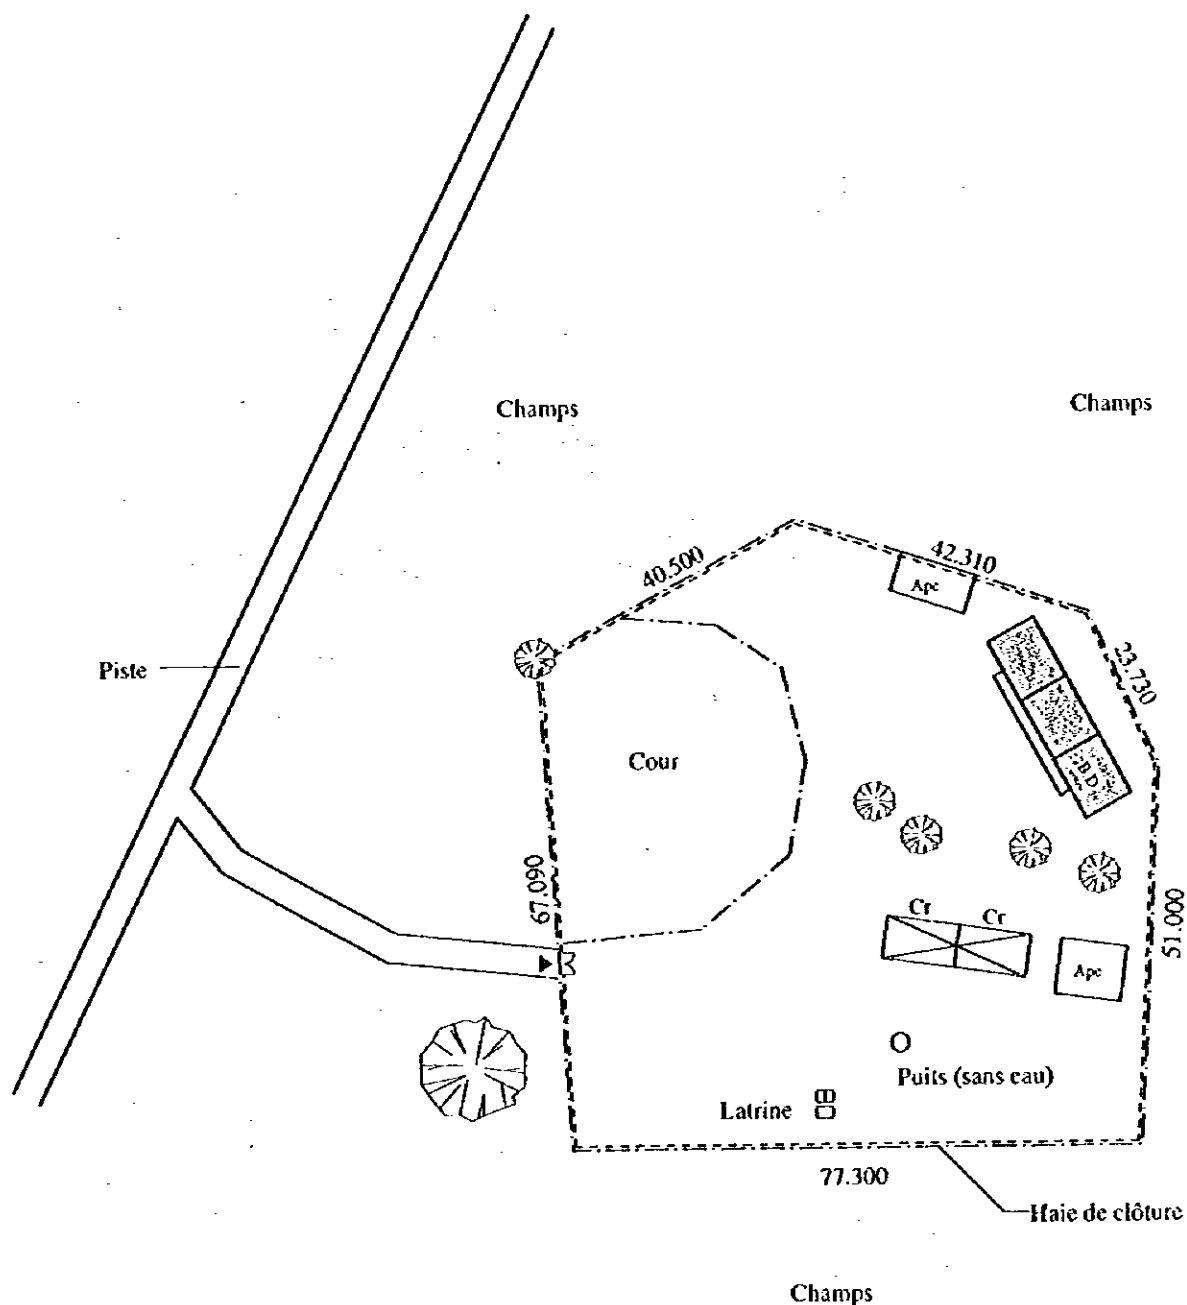 Champs
Champs
40.500
42.310
Apc
23.730
Piste
Cour
BD
67.090
Cr
Cr
51.000
Apc
Puits (sans eau)
Latrine
77.300
Haie de clôture
Champs